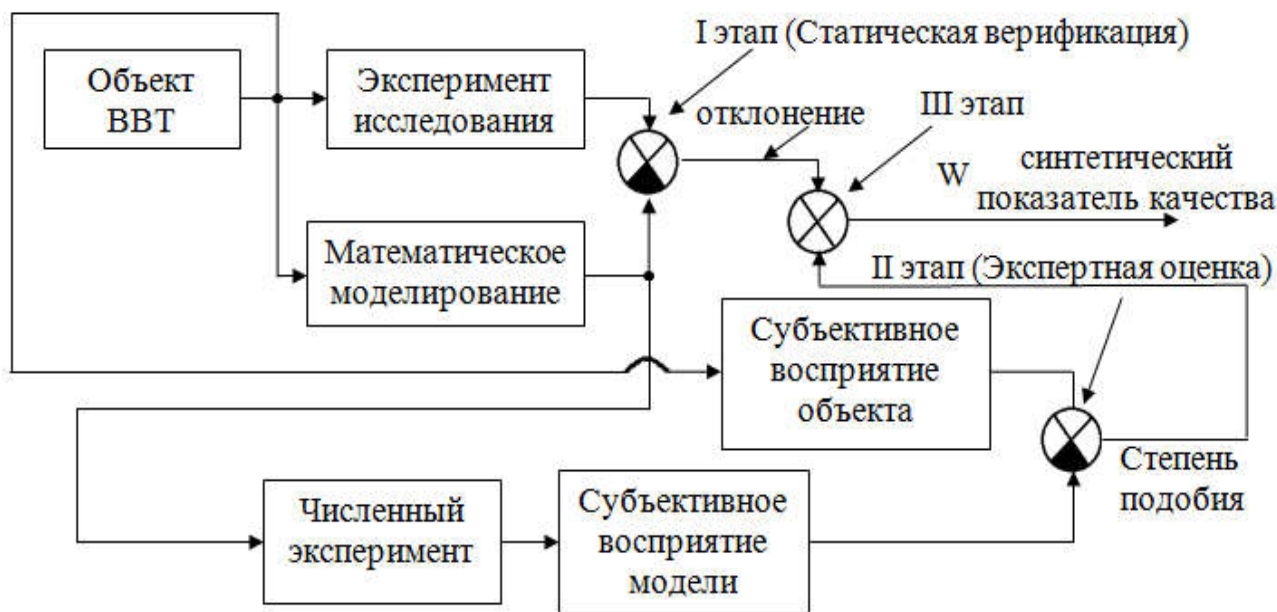 I этап (Статическая верификация)
Объект
ВВТ
Эксперимент
исследования
отклонение
III этап
W
синтетический
показатель качества
Математическое
моделирование
II этап (Экспертная оценка)
Субъективное
восприятие
объекта
Степень
подобия
Численный
эксперимент
Субъективное
восприятие
модели